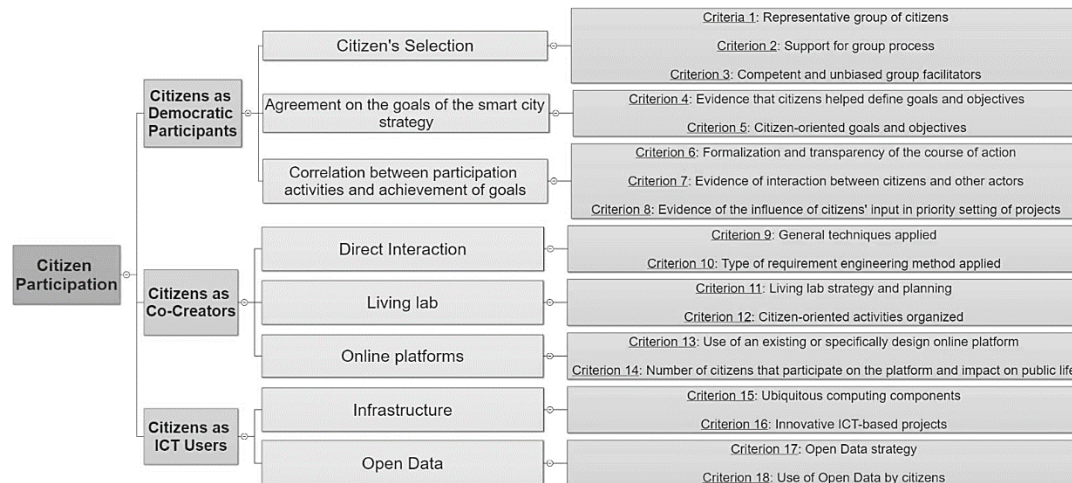 Citizen
Participation
Citizens as
Democratic
Participants
Citizen's Selection
Criteria 1: Representative group of citizens
Criterion 2: Support for group process
Criterion 3: Competent and unbiased group facilitators
Agreement on the goals of the smart city
strategy
Criterion 4: Evidence that citizens helped define goals and objectives
Criterion 5: Citizen-oriented goals and objectives
Correlation between participation
activities and achievement of goals
Criterion 6: Formalization and transparency of the course of action
Criterion 7: Evidence of interaction between citizens and other actors
Criterion 8: Evidence of the influence of citizens' input in priority setting of projects
Citizens as
Co-Creators
Direct Interaction
Criterion 9: General techniques applied
Criterion 10: Type of requirement engineering method applied
Living lab
Criterion 11: Living lab strategy and planning
Criterion 12: Citizen-oriented activities organized
Online platforms
Criterion 13: Use of an existing or specifically design online platform
Criterion 14: Number of citizens that participate on the platform and impact on public life
Citizens as
ICT Users
Infrastructure
Criterion 15: Ubiquitous computing components
Criterion 16: Innovative ICT-based projects
Open Data
Criterion 17: Open Data strategy
Criterion 18: Use of Open Data by citizens